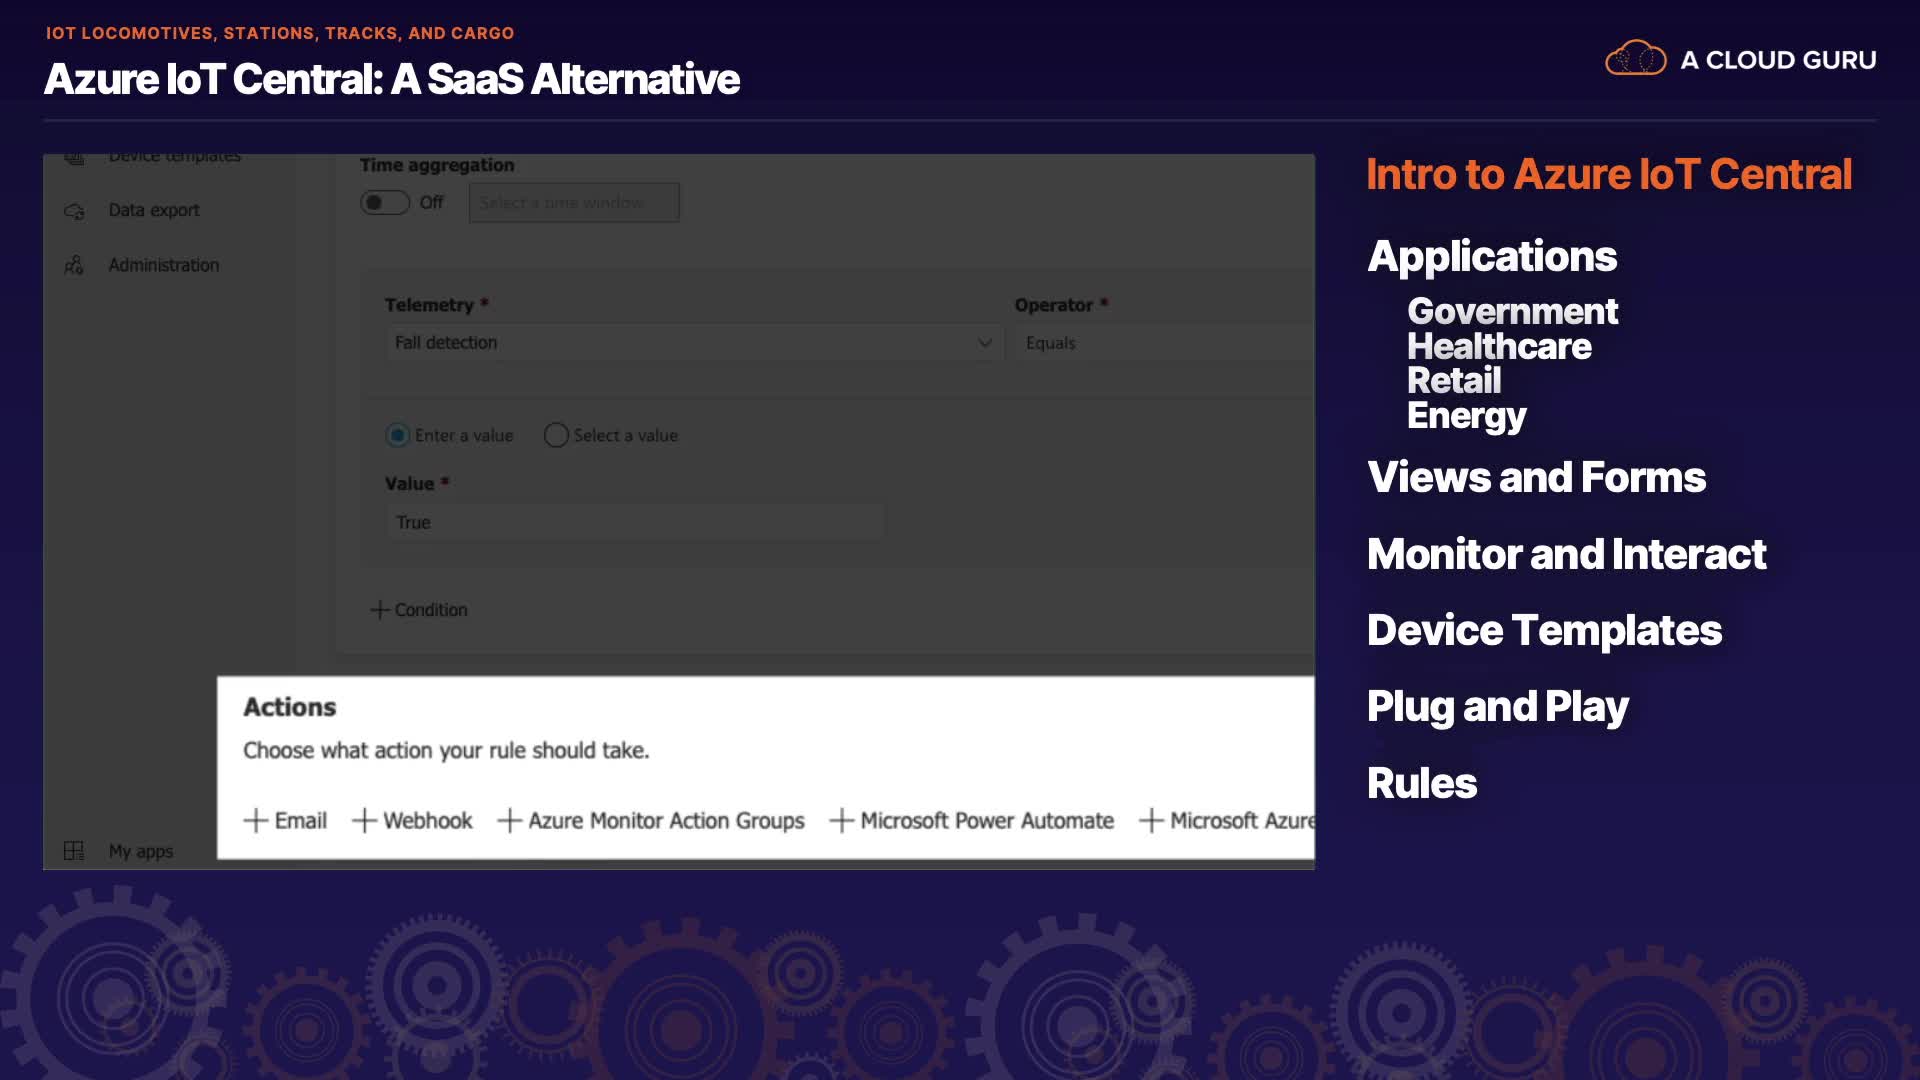 IOT LOCOMOTIVES, STATIONS, TRACKS, AND CARGO
Azure IoT Central: A SaaS Alternative
A CLOUD GURU
Device templates
Data export
Administration
My apps
Time aggregation
Off
Select a time window
Telemetry *
Operator *
Fall detection
Equals
Enter a value
Select a value
Value *
True
+ Condition
Actions
Choose what action your rule should take.
+ Email + Webhook + Azure Monitor Action Groups + Microsoft Power Automate + Microsoft Azure
Intro to Azure IoT Central
Applications
Government
Healthcare
Retail
Energy
Views and Forms
Monitor and Interact
Device Templates
Plug and Play
Rules